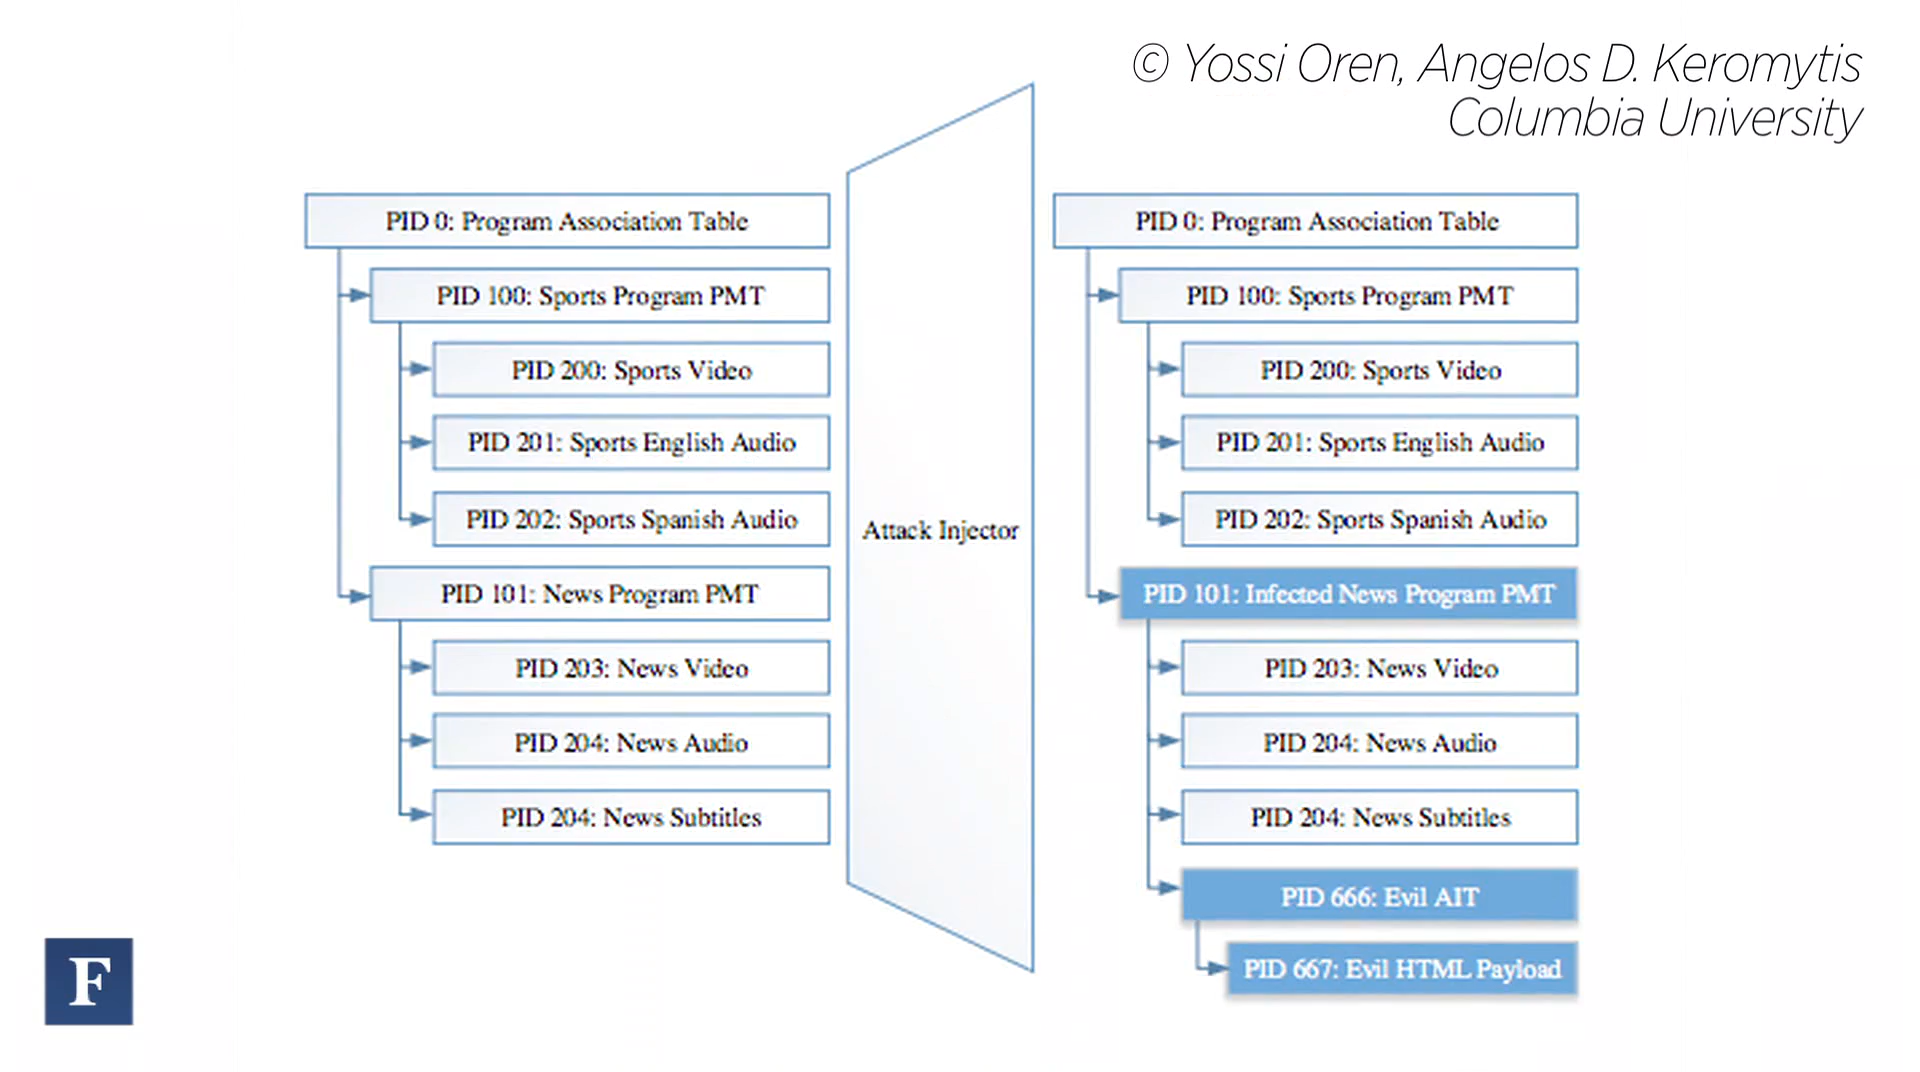 © Yossi Oren, Angelos D. Keromytis
Columbia University
PID 0: Program Association Table
PID 100: Sports Program PMT
PID 200: Sports Video
PID 201: Sports English Audio
PID 202: Sports Spanish Audio
PID 101: News Program PMT
PID 203: News Video
PID 204: News Audio
PID 204: News Subtitles
Attack Injector
PID 0: Program Association Table
PID 100: Sports Program PMT
PID 200: Sports Video
PID 201: Sports English Audio
PID 202: Sports Spanish Audio
PID 101: Infected News Program PMT
PID 203: News Video
PID 204: News Audio
PID 204: News Subtitles
PID 666: Evil AIT
PID 667: Evil HTML Payload
F